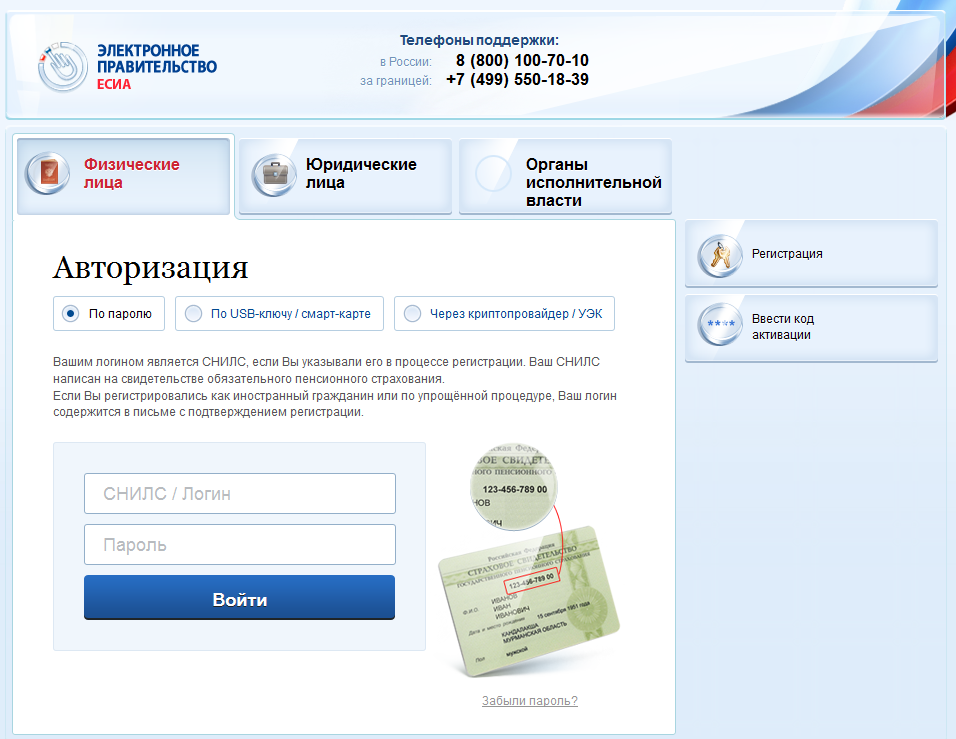 ЭЛЕКТРОННОЕ
ПРАВИТЕЛЬСТВО
ЕСИА
Телефоны поддержки:
в России: 8 (800) 100-70-10
за границей: +7 (499) 550-18-39
Физические
лица
Юридические
лица
Органы
исполнительной
власти
Регистрация
**** Ввести код
активации
Авторизация
По паролю
По USB-ключу / смарт-карте
Через криптопровайдер / УЭК
Вашим логином является СНИЛС, если Вы указывали его в процессе регистрации. Ваш СНИЛС
написан на свидетельстве обязательного пенсионного страхования.
Если Вы регистрировались как иностранный гражданин или по упрощённой процедуре, Ваш логин
содержится в письме с подтверждением регистрации.
СНИЛС / Логин
Пароль
Войти
123-456-789 00
НОВ
ВИЧ
Российская Федерация
СТРАХОВОЕ СВИДЕТЕЛЬСТВО
ГОСУДАРСТВЕННОГО ПЕНСИОННОГО СТРАХОВАНИЯ
123-456-789 00
Ф.И.О. ИВАНОВ
ИВАН
ИВАНОВИЧ
Дата и место рождения 15 сентября 1951 года
КАНДАЛАКША
МУРМАНСКАЯ ОБЛАСТЬ
Пол мужской
Забыли пароль?